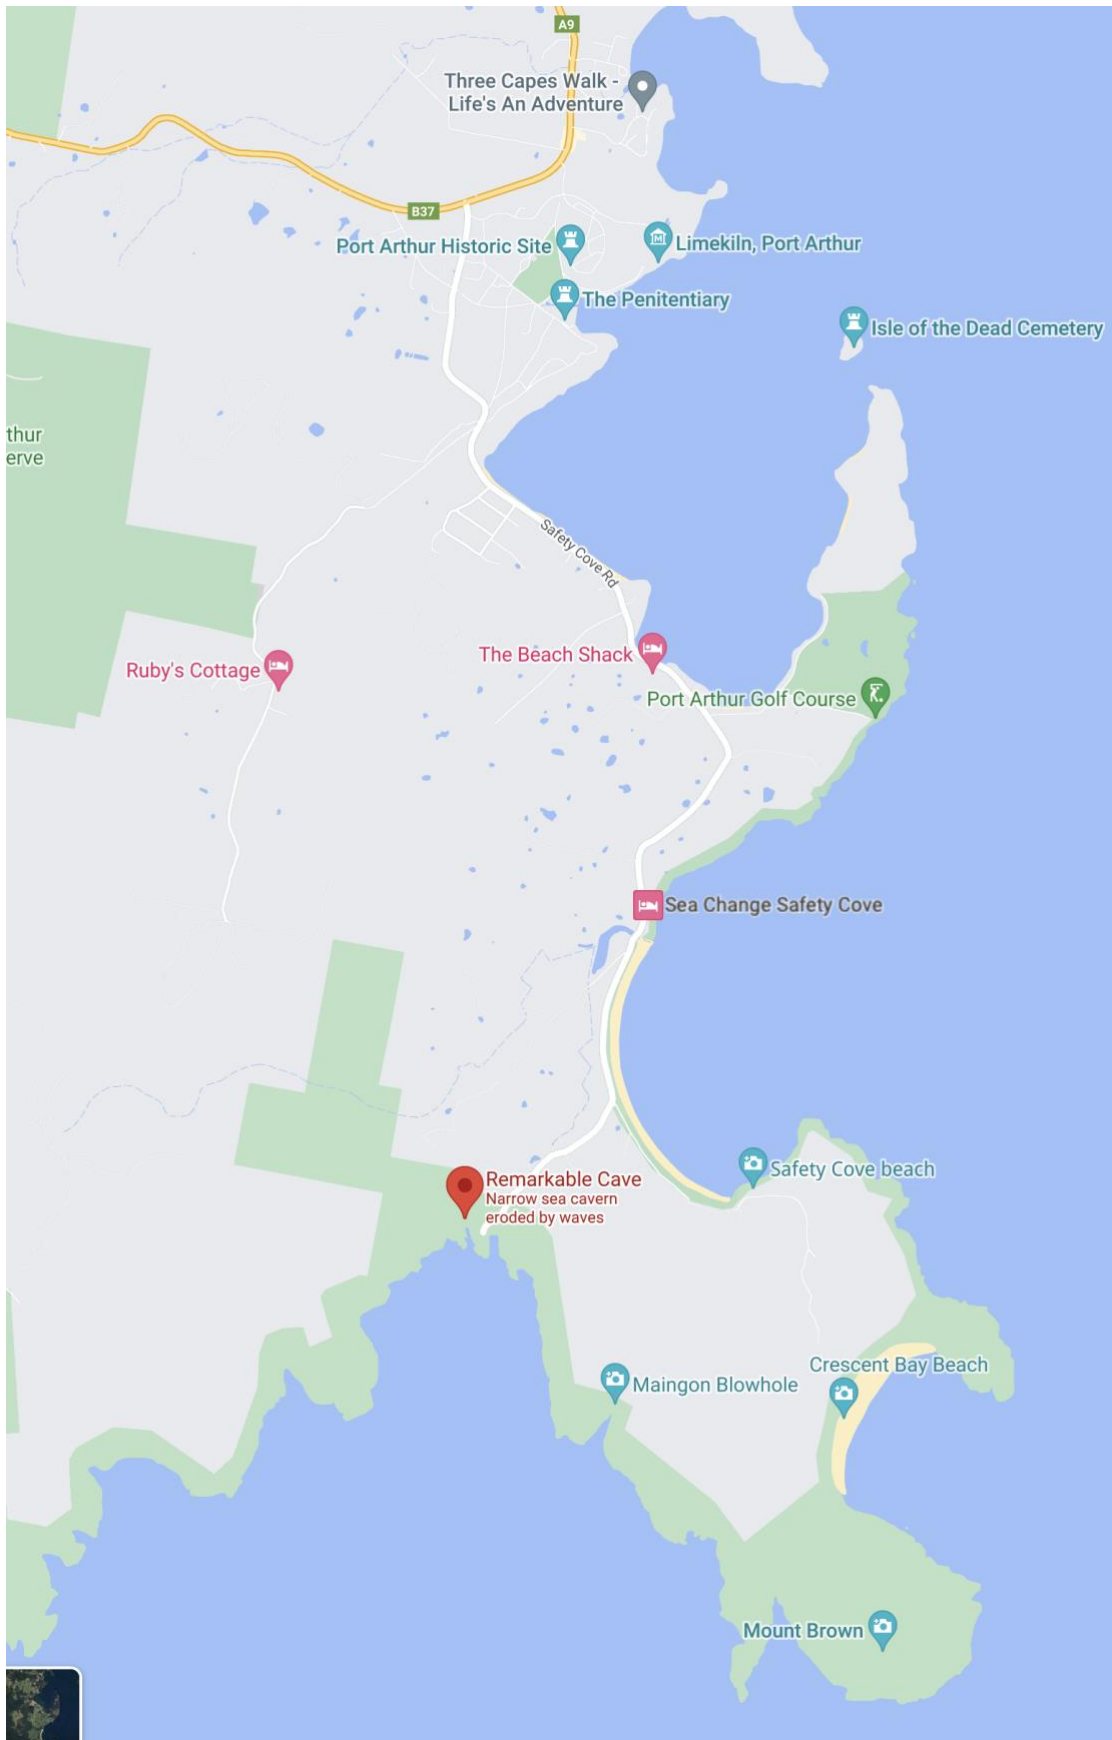 A9
Three Capes Walk -
Life's An Adventure
B37
Port Arthur Historic Site
Limekiln, Port Arthur
The Penitentiary
Isle of the Dead Cemetery
thur
erve
Safety Cove Rd
The Beach Shack
Ruby's Cottage
Port Arthur Golf Course
Sea Change Safety Cove
Safety Cove beach
Remarkable Cave
Narrow sea cavern
eroded by waves
Crescent Bay Beach
Maingon Blowhole
Mount Brown